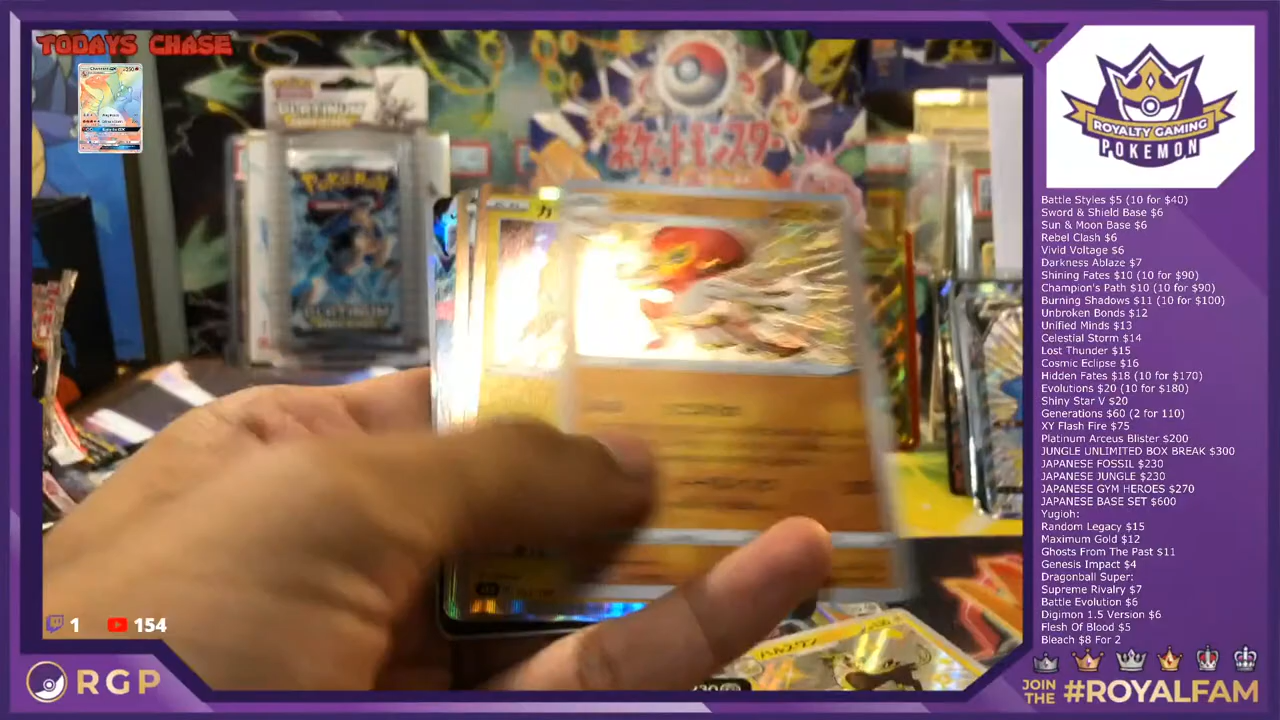 TODAYS CHASE
POKéMON
PLATINUM
ポケットモンスター
ROYALTY GAMING
POKEMON
Battle Styles $5 (10 for $40)
Sword & Shield Base $6
Sun & Moon Base $6
Rebel Clash $6
Vivid Voltage $6
Darkness Ablaze $7
Shining Fates $10 (10 for $90)
Champion's Path $10 (10 for $90)
Burning Shadows $11 (10 for $100)
Unbroken Bonds $12
Unified Minds $13
Celestial Storm $14
Lost Thunder $15
Cosmic Eclipse $16
Hidden Fates $18 (10 for $170)
Evolutions $20 (10 for $180)
Shiny Star V $20
Generations $60 (2 for 110)
XY Flash Fire $75
Platinum Arceus Blister $200
JUNGLE UNLIMITED BOX BREAK $300
JAPANESE FOSSIL $230
JAPANESE JUNGLE $230
JAPANESE GYM HEROES $270
JAPANESE BASE SET $600
Yugioh:
Random Legacy $15
Maximum Gold $12
Ghosts From The Past $11
Genesis Impact $4
Dragonball Super:
Supreme Rivalry $7
Battle Evolution $6
Digimon 1.5 Version $6
Flesh Of Blood $5
Bleach $8 For 2
1 154
RGP
JOIN THE #ROYALFAM